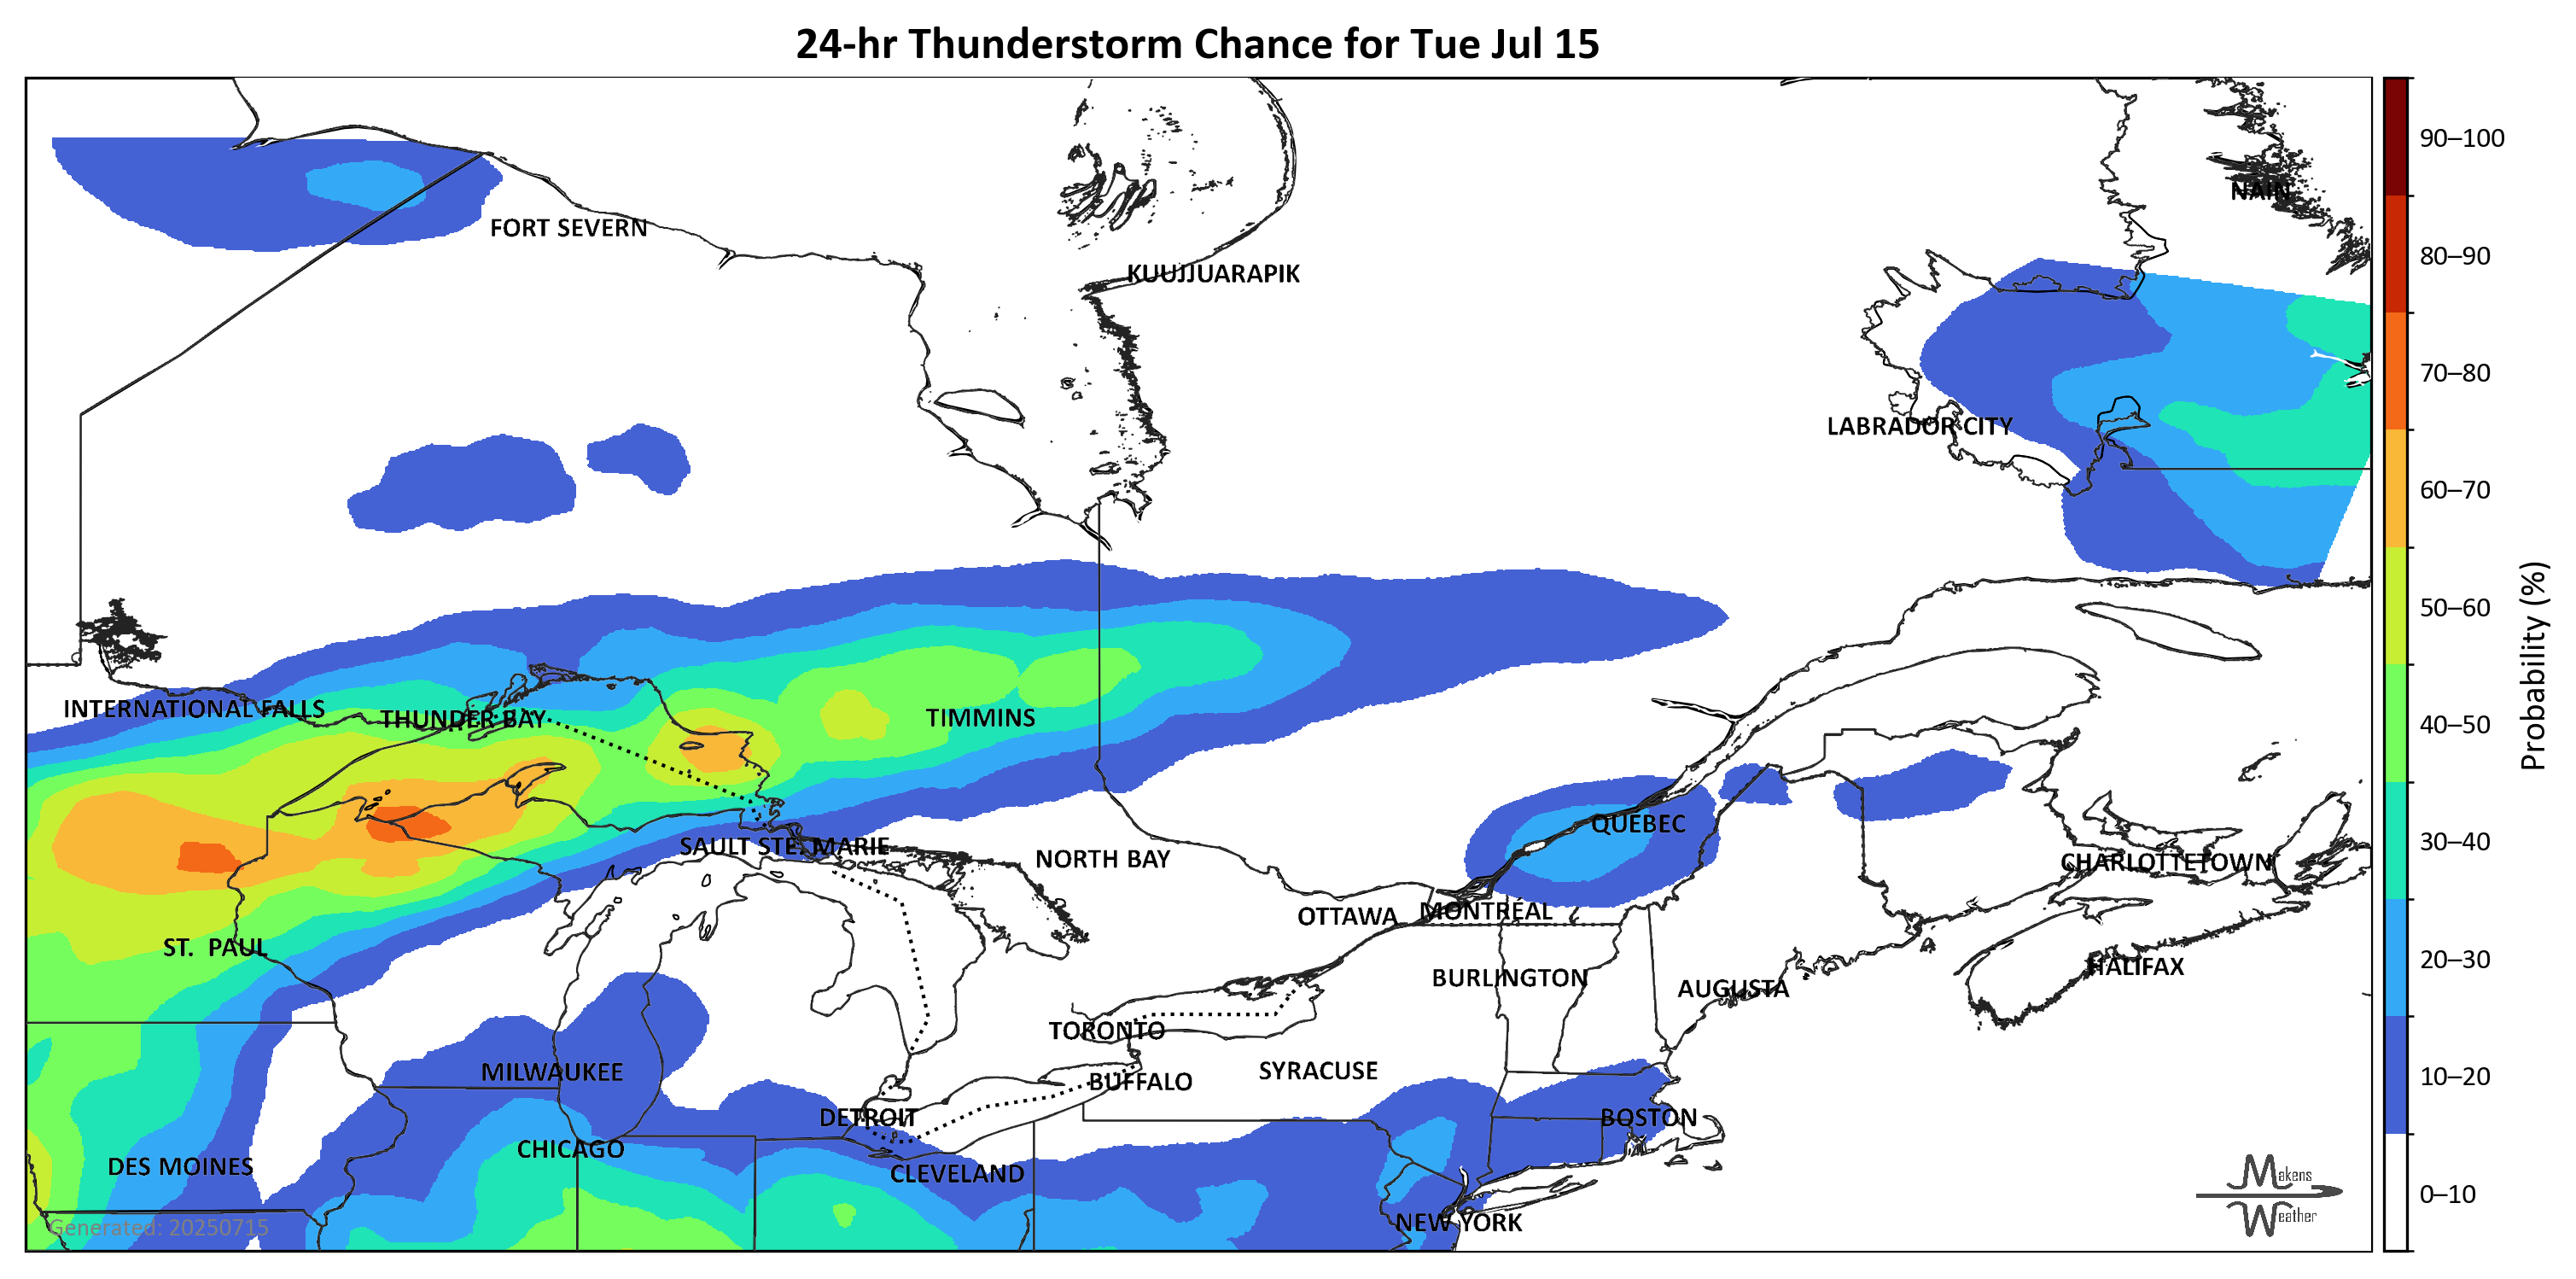 24-hr Thunderstorm Chance for Tue Jul 15
90–100
NAIN
FORT SEVERN
80–90
KUUJJUARAPIK
70–80
LABRADOR CITY
60–70
50–60
INTERNATIONAL FALLS
THUNDER BAY
TIMMINS
40–50
Probability (%)
QUEBEC
30–40
SAULT STE. MARIE
NORTH BAY
CHARLOTTETOWN
OTTAWA
MONTRÉAL
ST. PAUL
20–30
BURLINGTON
AUGUSTA
HALIFAX
TORONTO
MILWAUKEE
SYRACUSE
BUFFALO
10–20
DETROIT
BOSTON
CHICAGO
DES MOINES
CLEVELAND
Makens
Weather
0–10
NEW YORK
Generated: 20250715